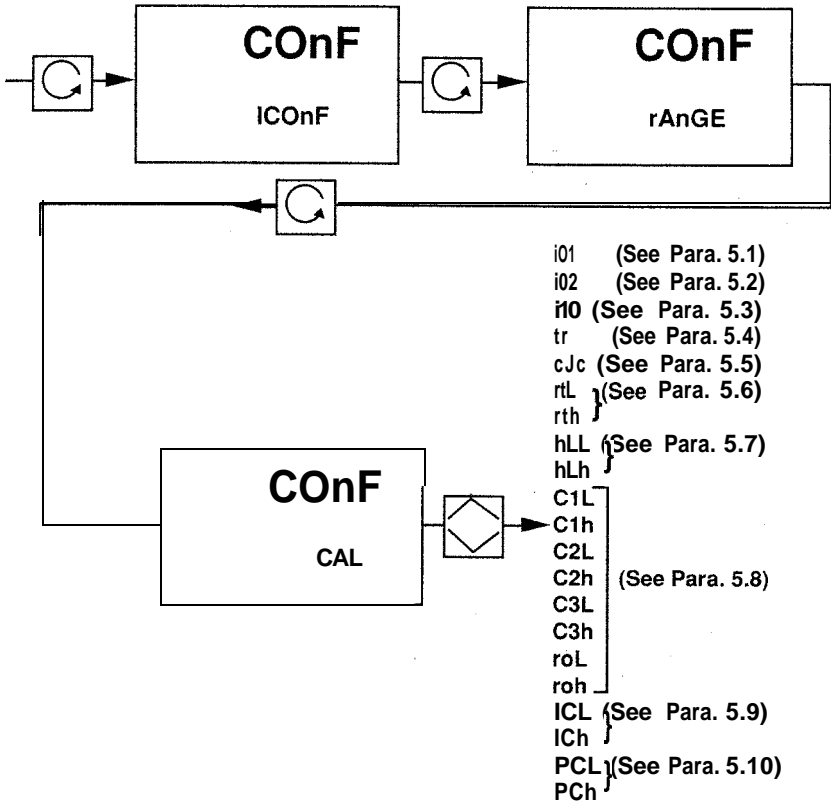 COnF
ICOnF
COnF
rAnGE
i01 (See Para. 5.1)
i02 (See Para. 5.2)
i10 (See Para. 5.3)
tr (See Para. 5.4)
cJc (See Para. 5.5)
rtL (See Para. 5.6)
rth
hLL (See Para. 5.7)
hLh
COnF
CAL
C1L
C1h
C2L
C2h
(See Para. 5.8)
C3L
C3h
roL
roh
ICL (See Para. 5.9)
ICh
PCL (See Para. 5.10)
PCh